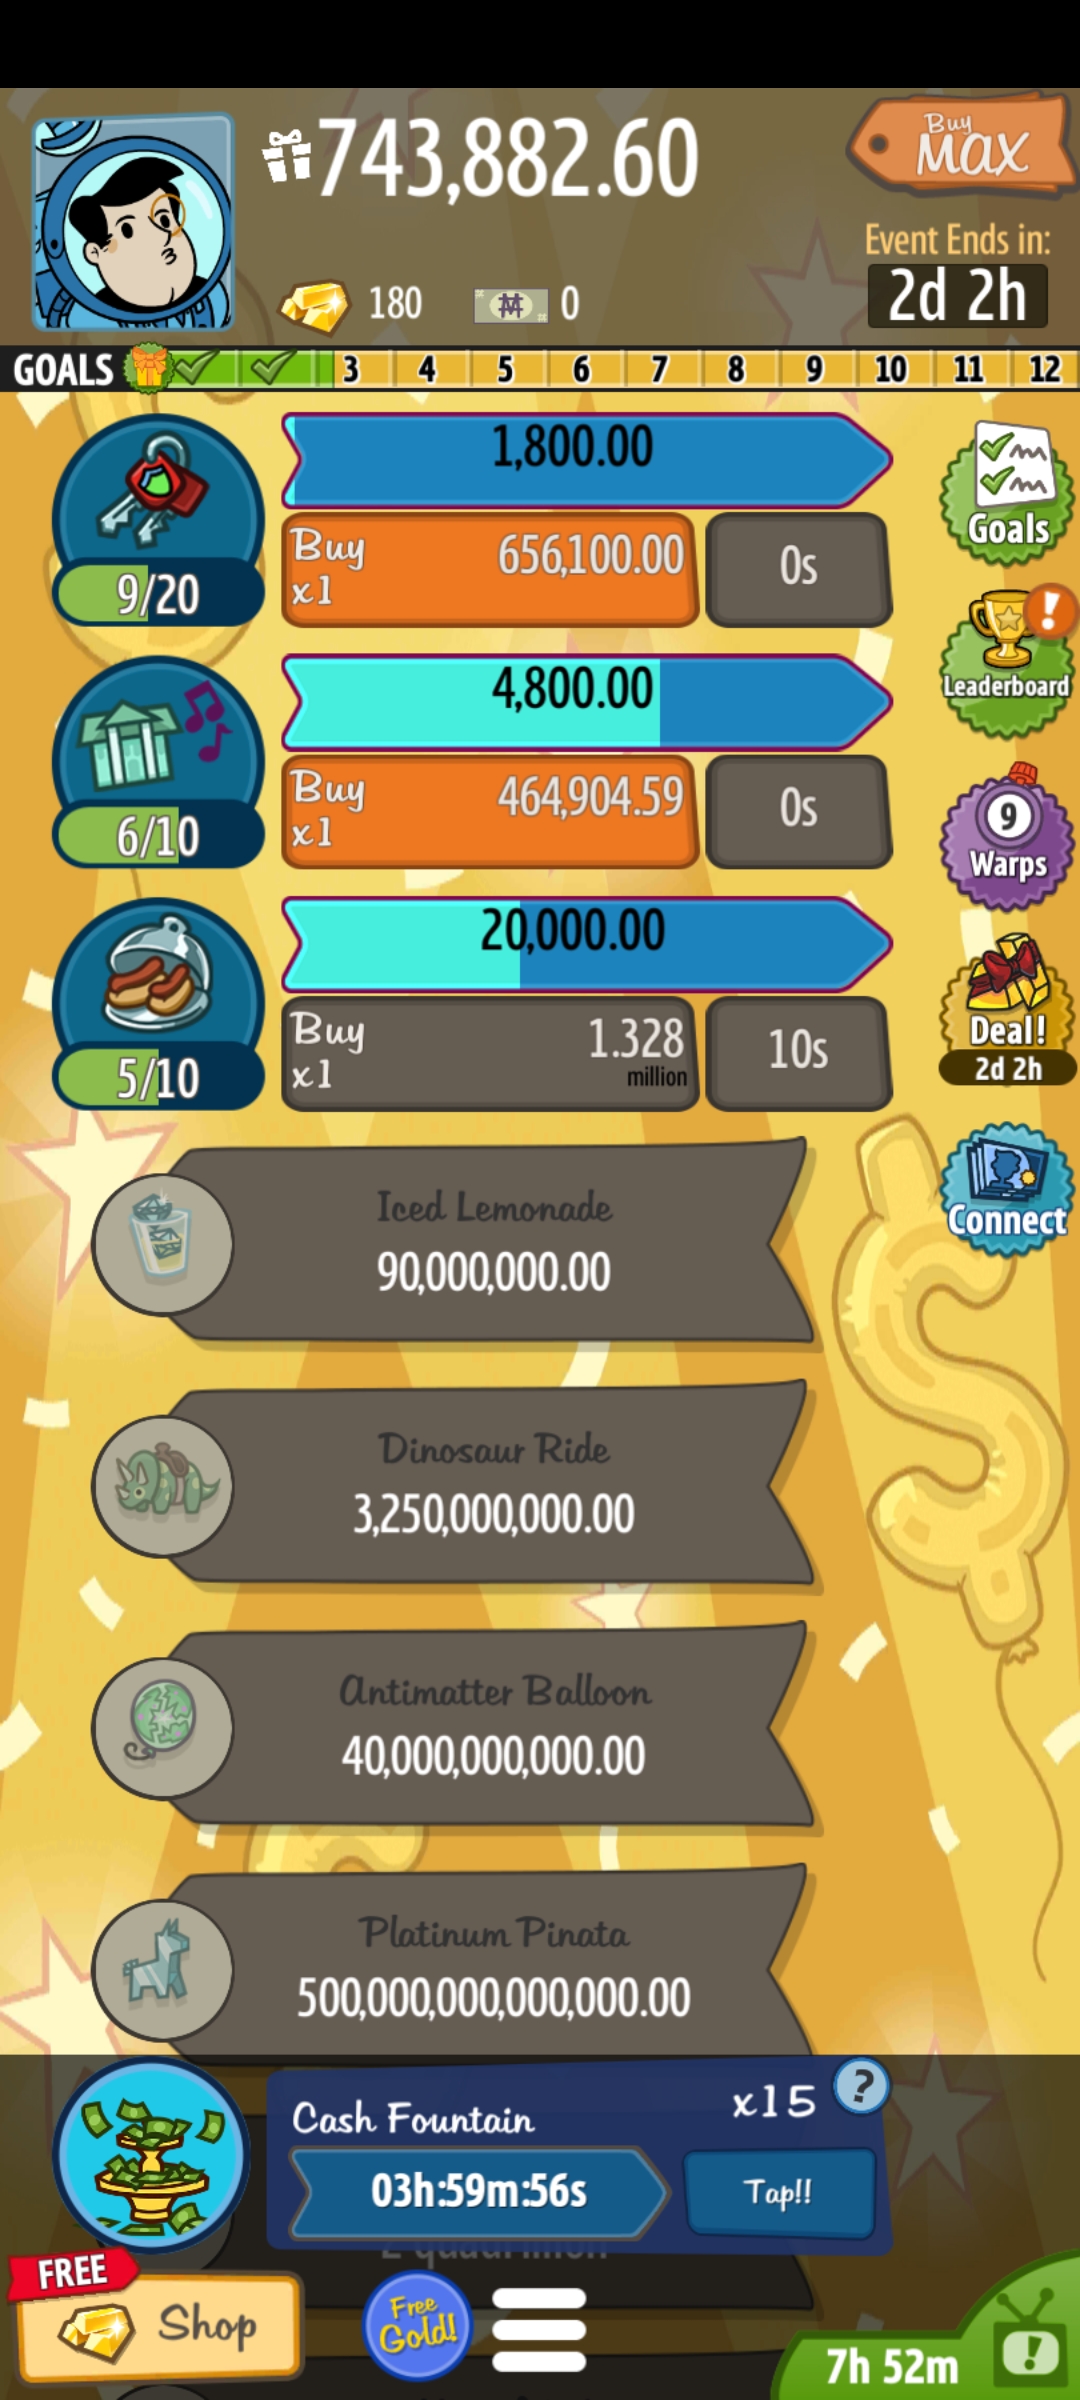 743,882.60
Buy
MAX
Event Ends in:
180
0
2d 2h
GOALS 3 4 5 6 7 8 9 10 11 12
1,800.00
Buy
x1
656,100.00
0s
9/20
Goals
4,800.00
Buy
x1
464,904.59
0s
6/10
!
Leaderboard
9
Warps
20,000.00
Buy
x1
1.328
million
10s
5/10
Deal!
2d 2h
Connect
Iced Lemonade
90,000,000.00
Dinosaur Ride
3,250,000,000.00
Antimatter Balloon
40,000,000,000.00
Platinum Pinata
500,000,000,000,000.00
Cash Fountain
x15
?
03h:59m:56s
Tap!!
FREE
Shop
Free
Gold!
7h 52m
!